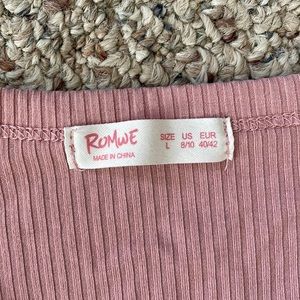 ROMWE
MADE IN CHINA
SIZE US EUR
L 8/10 40/42